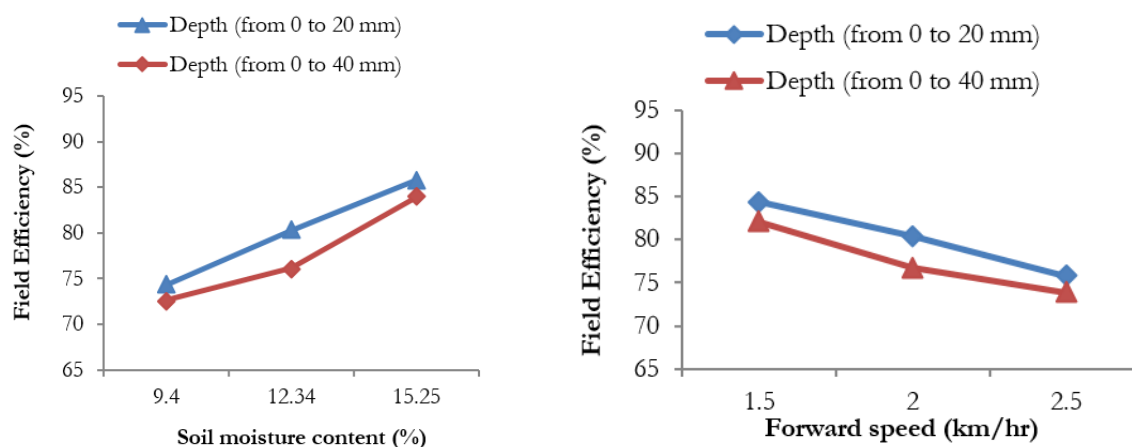 Depth (from 0 to 20 mm)
Depth (from 0 to 40 mm)
Field Efficiency (%)
95
90
85
80
75
70
65
9.4 12.34 15.25
Soil moisture content (%)
Depth (from 0 to 20 mm)
Depth (from 0 to 40 mm)
Field Efficiency (%)
95
90
85
80
75
70
65
1.5 2 2.5
Forward speed (km/hr)